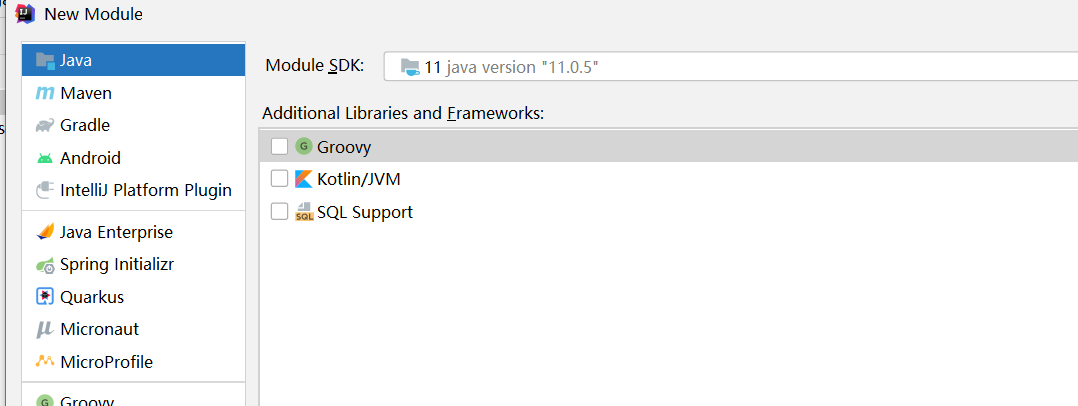 New Module
Java
Maven
Gradle
Android
IntelliJ Platform Plugin
Java Enterprise
Spring Initializr
Quarkus
Micronaut
MicroProfile
Groovy
Module SDK:
11 java version "11.0.5"
Additional Libraries and Frameworks:
Groovy
Kotlin/JVM
SQL Support